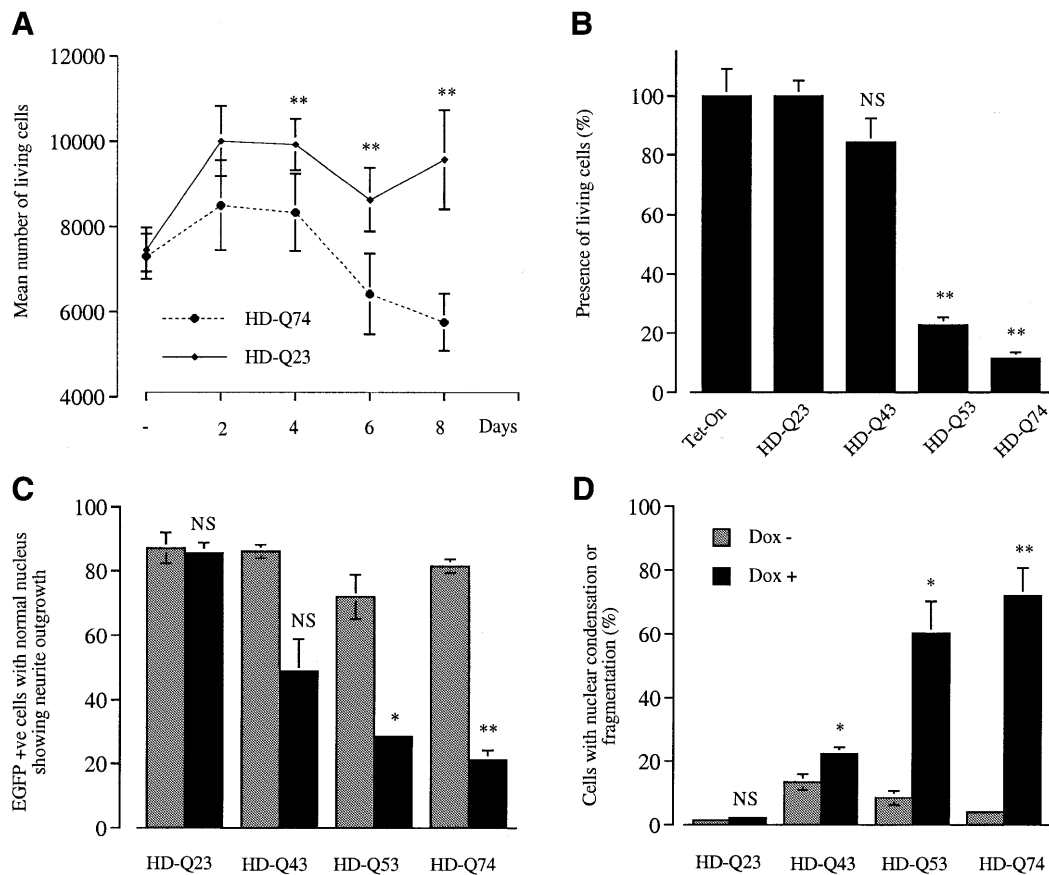 A
Mean number of living cells
12000
10000
8000
6000
4000
**
**
**
HD-Q74
HD-Q23
- 2 4 6 8 Days
B
Presence of living cells (%)
100
80
60
40
20
0
NS
**
**
Tet-On HD-Q23 HD-Q43 HD-Q53 HD-Q74
C
EGFP +ve cells with normal nucleus
showing neurite outgrowth
100
80
60
40
20
0
NS
NS
*
**
HD-Q23 HD-Q43 HD-Q53 HD-Q74
D
Cells with nuclear condensation or
fragmentation (%)
100
80
60
40
20
0
Dox -
Dox +
NS
*
*
**
HD-Q23 HD-Q43 HD-Q53 HD-Q74